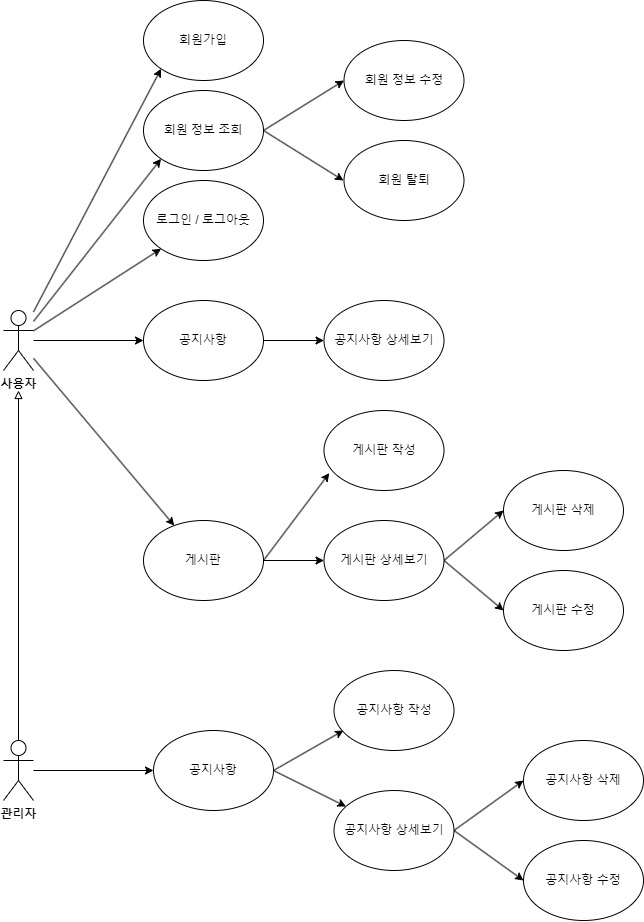 회원가입
회원 정보 수정
회원 정보 조회
회원 탈퇴
로그인 / 로그아웃
공지사항
공지사항 상세보기
사용자
게시판 작성
게시판 삭제
게시판
게시판 상세보기
게시판 수정
공지사항 작성
공지사항
공지사항 삭제
관리자
공지사항 상세보기
공지사항 수정